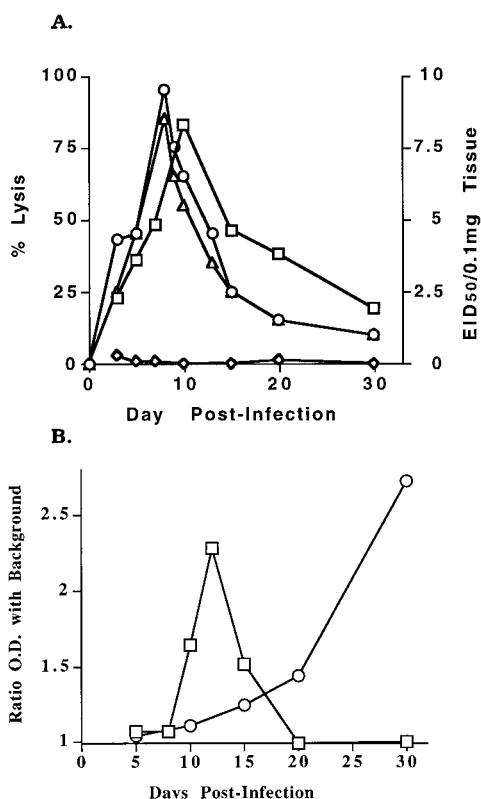 A.
100
75
50
25
0
% Lysis
10
7.5
5
2.5
0
EID50/0.1mg Tissue
0 10 20 30
Day Post-Infection
B.
2.5
2
1.5
1
Ratio O.D. with Background
0 5 10 15 20 25 30
Days Post-Infection